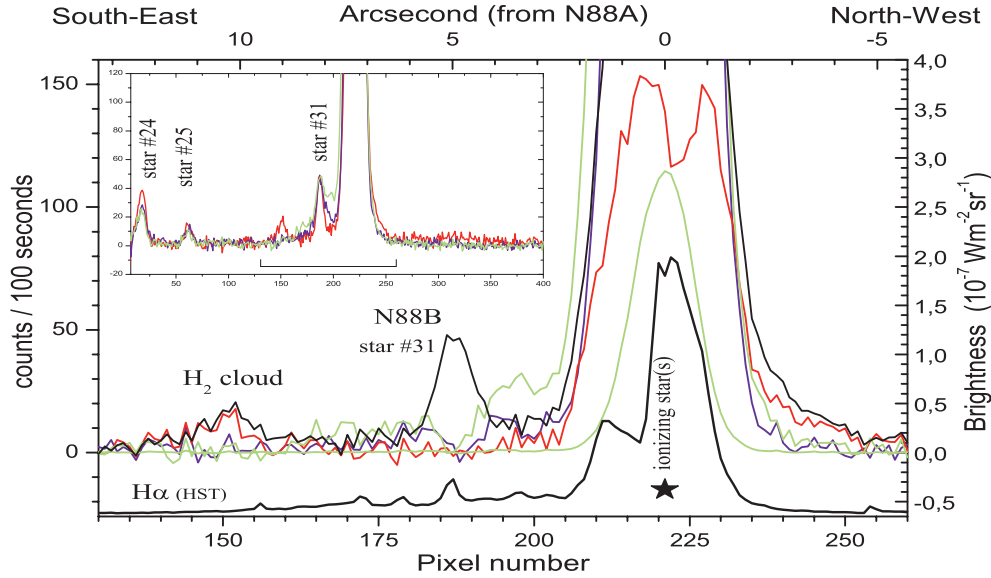 South-East
Arcsecond (from N88A)
North-West
10
5
0
-5
150
100
50
0
counts / 100 seconds
4,0
3,5
3,0
2,5
2,0
1,5
1,0
0,5
0,0
-0,5
Brightness (10⁻⁷ Wm⁻² sr⁻¹)
120
100
80
60
40
20
0
-20
50
100
150
200
250
300
350
400
star #24
star #25
star #31
N88B
star #31
H₂ cloud
ionizing star(s)
Hα (HST)
150
175
200
225
250
Pixel number